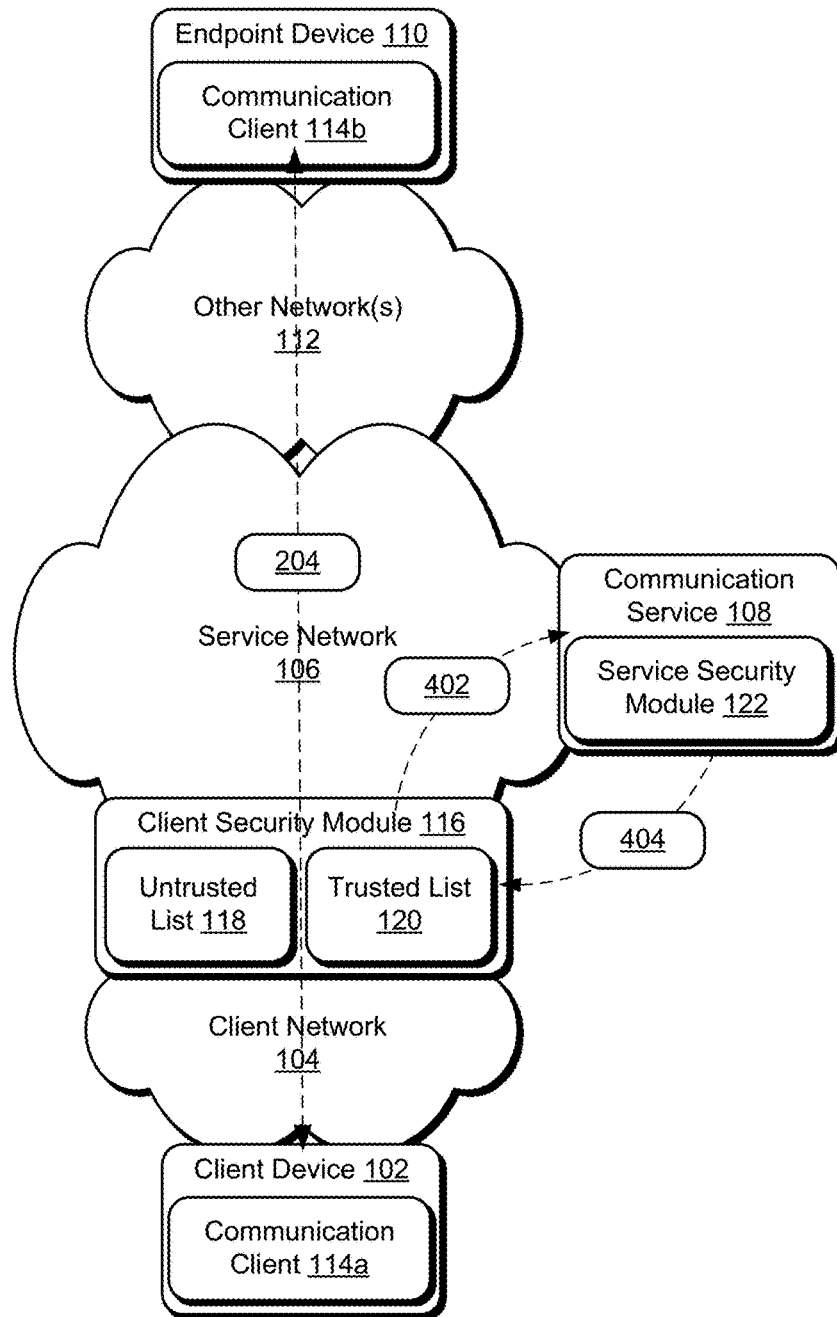 Endpoint Device 110
Communication
Client 114b
Other Network(s)
112
204
Communication
Service 108
Service Network
106
402
Service Security
Module 122
Client Security Module 116
404
Untrusted
List 118
Trusted List
120
Client Network
104
Client Device 102
Communication
Client 114a